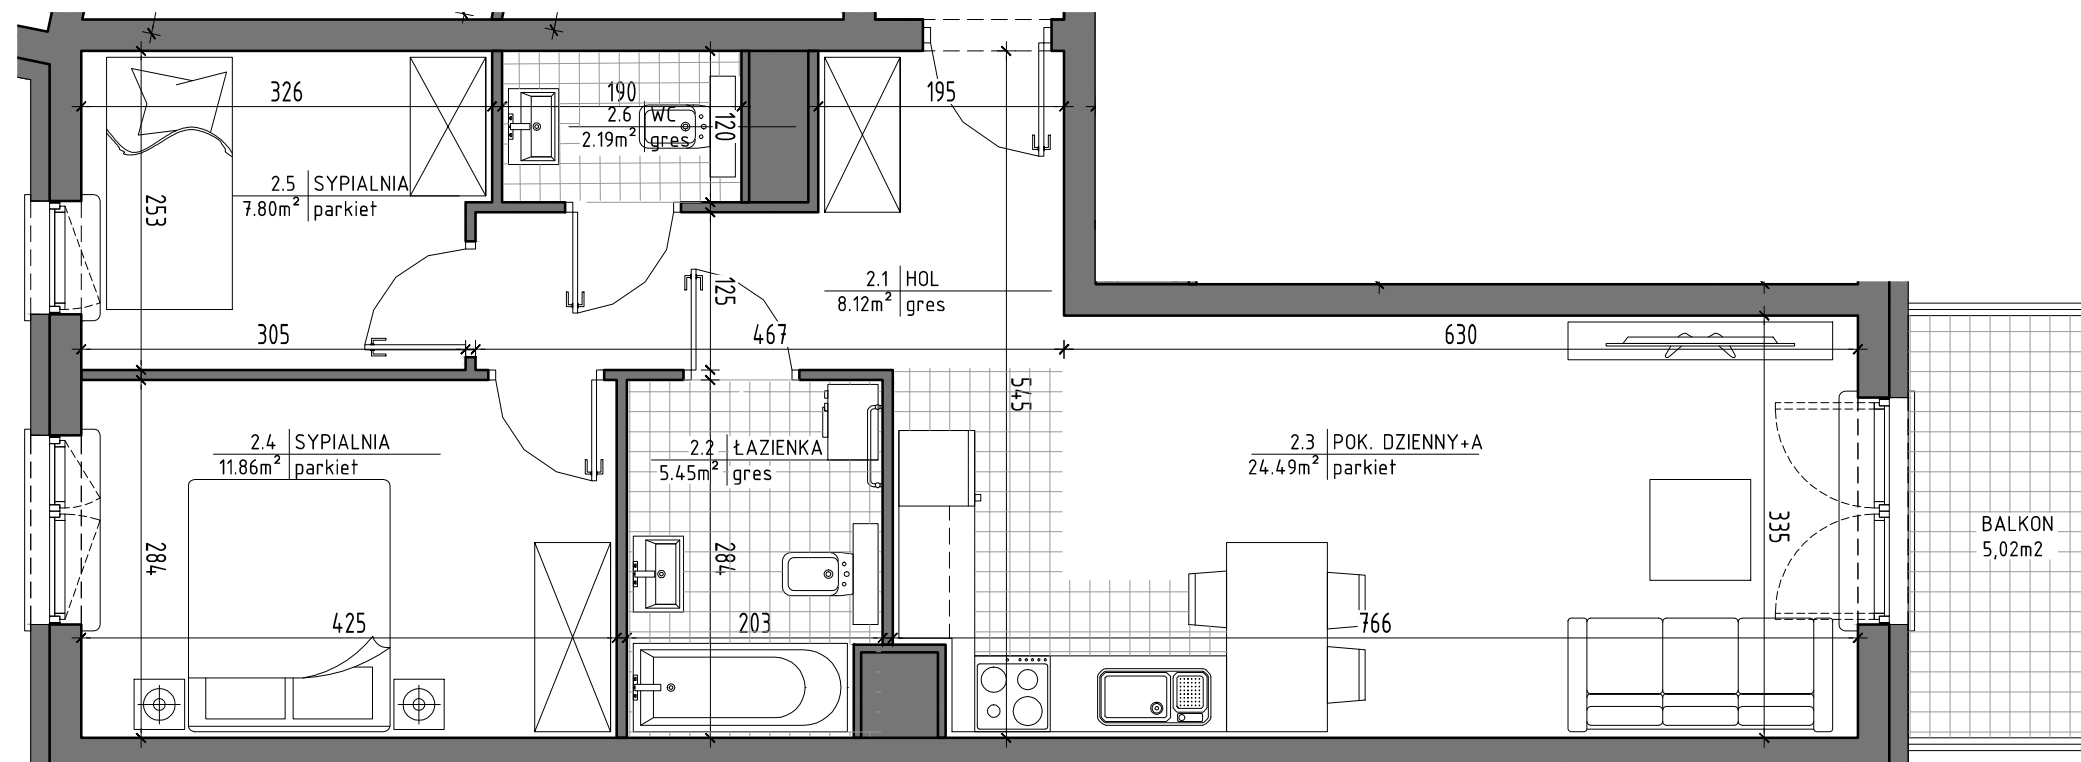 326
190
195
2.6 WC
2.19m² gres
120
2.5 SYPIALNIA
7.80m² parkiet
253
2.1 HOL
8.12m² gres
125
305
467
630
545
2.4 SYPIALNIA
11.86m² parkiet
2.2 ŁAZIENKA
5.45m² gres
2.3 POK. DZIENNY+A
24.49m² parkiet
284
284
335
BALKON
5,02m2
425
203
766